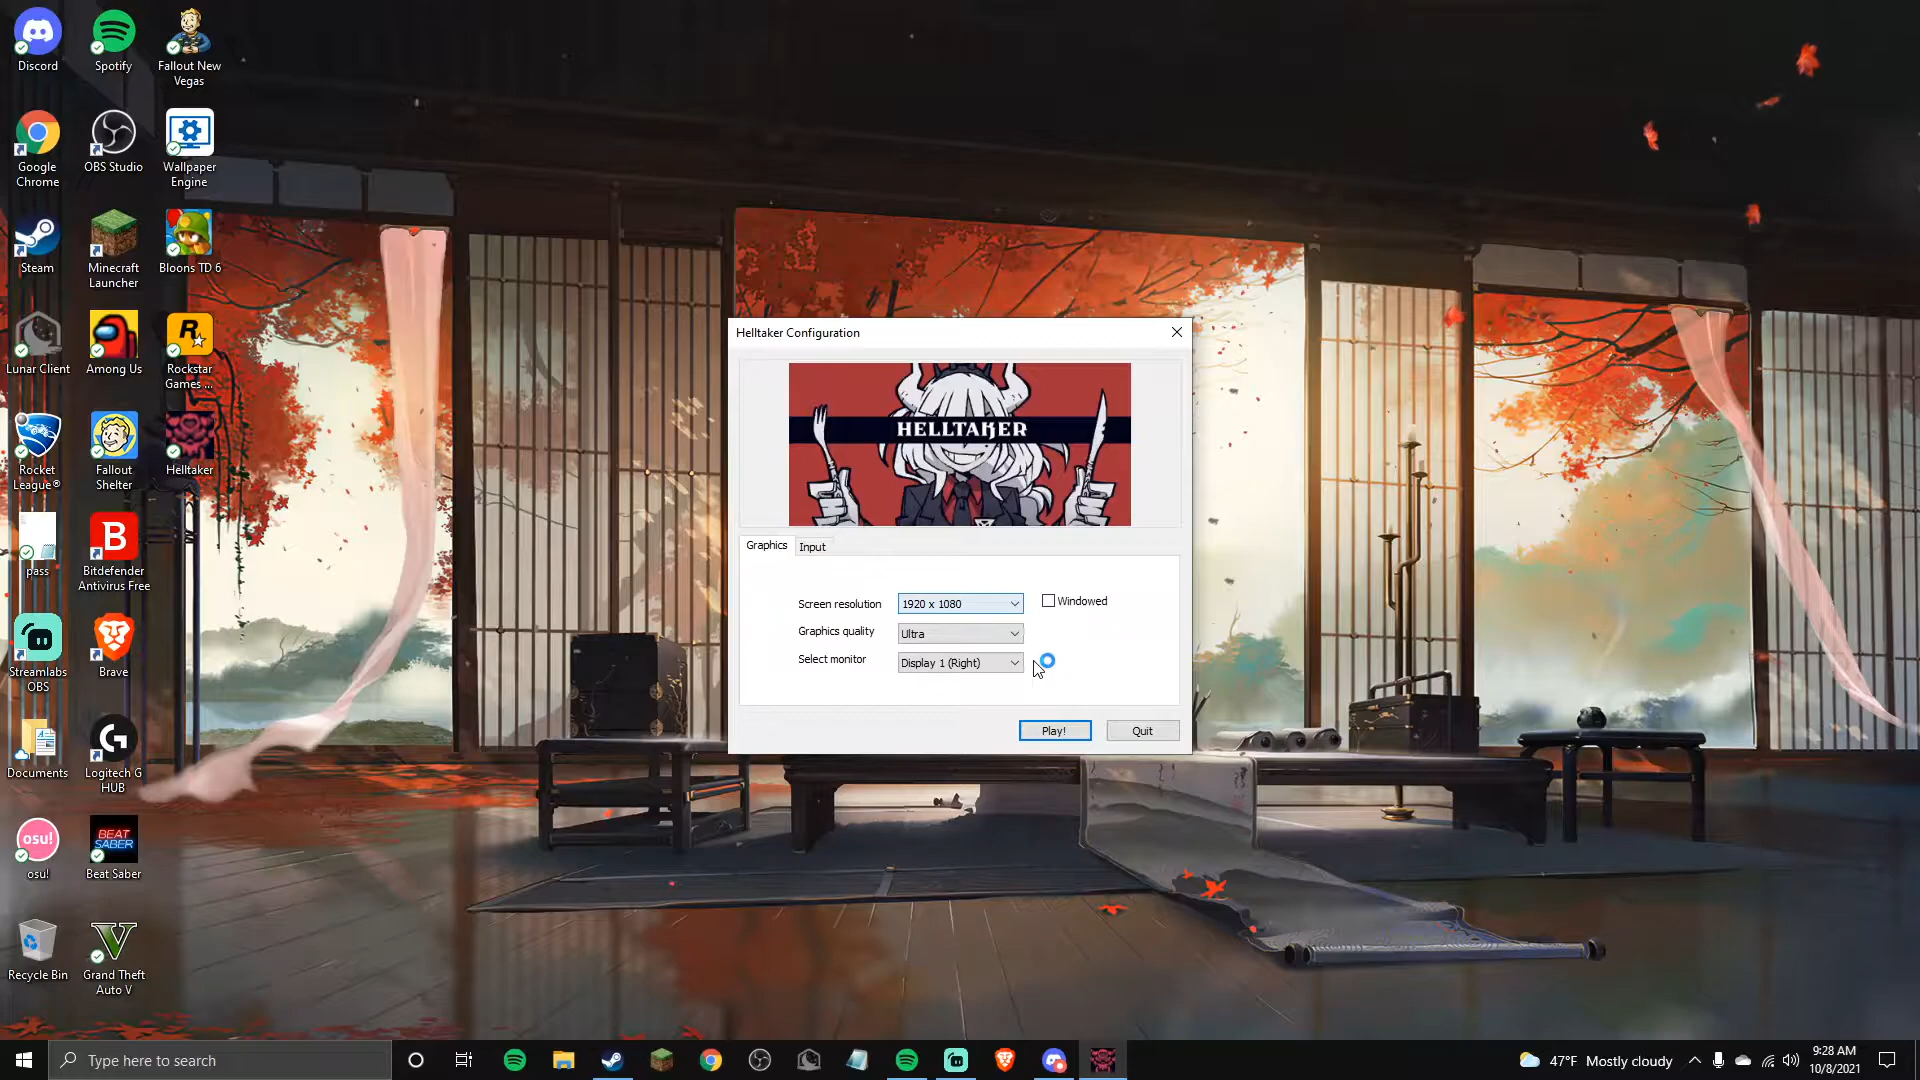 Discord
Spotify
Fallout New
Vegas
Google
Chrome
OBS Studio
Wallpaper
Engine
Steam
Minecraft
Launcher
Bloons TD 6
Lunar Client
Among Us
Rockstar
Games ...
Rocket
League®
Fallout
Shelter
Helltaker
pass
Bitdefender
Antivirus Free
Streamlabs
OBS
Brave
Documents
Logitech G
HUB
osu!
osu!
BEAT
SABER
Beat Saber
Recycle Bin
Grand Theft
Auto V
Helltaker Configuration
HELLTAKER
Graphics
Input
Screen resolution
1920 x 1080
Windowed
Graphics quality
Ultra
Select monitor
Display 1 (Right)
Play!
Quit
Type here to search
47°F Mostly cloudy
9:28 AM
10/8/2021